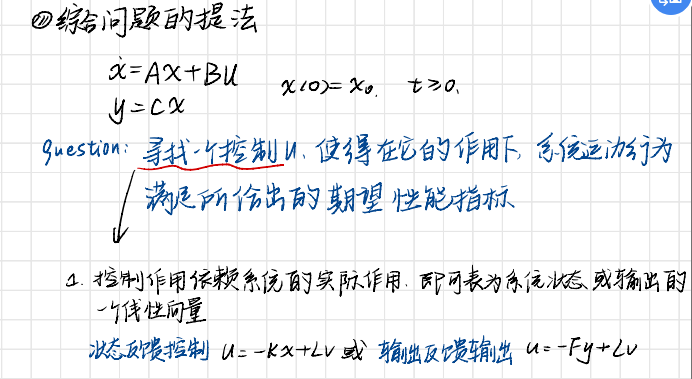 ②综合问题的提法
ẋ=Ax+Bu
x(0)=x₀. t≥0.
y=Cx
question: 寻找一个控制u, 使得在它的作用下, 系统运动行为
满足所给出的期望性能指标
1. 控制作用依赖系统的实际作用. 即可表为系统状态或输出的
一个线性向量
状态反馈控制 u=-Kx+Lv 或 输出反馈输出 u=-Fy+Lv